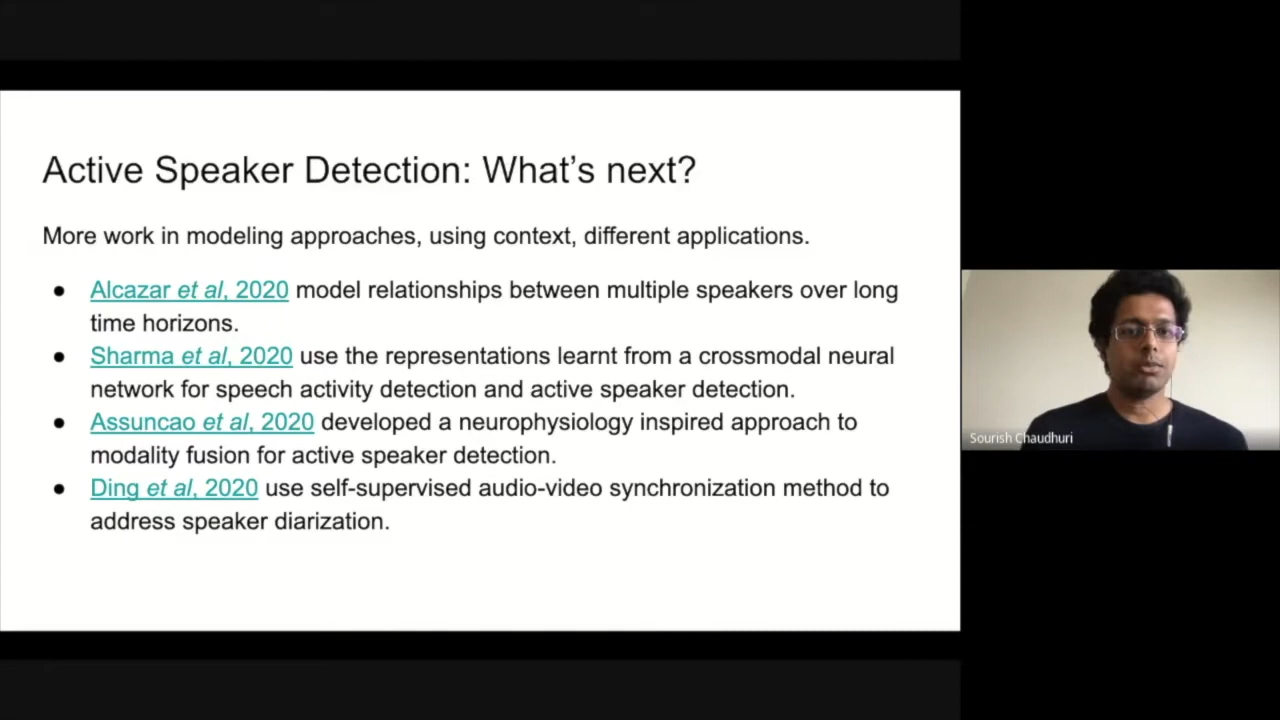 Active Speaker Detection: What's next?
More work in modeling approaches, using context, different applications.
● Alcazar et al, 2020 model relationships between multiple speakers over long
time horizons.
● Sharma et al, 2020 use the representations learnt from a crossmodal neural
network for speech activity detection and active speaker detection.
● Assuncao et al, 2020 developed a neurophysiology inspired approach to
modality fusion for active speaker detection.
● Ding et al, 2020 use self-supervised audio-video synchronization method to
address speaker diarization.
Sourish Chaudhuri